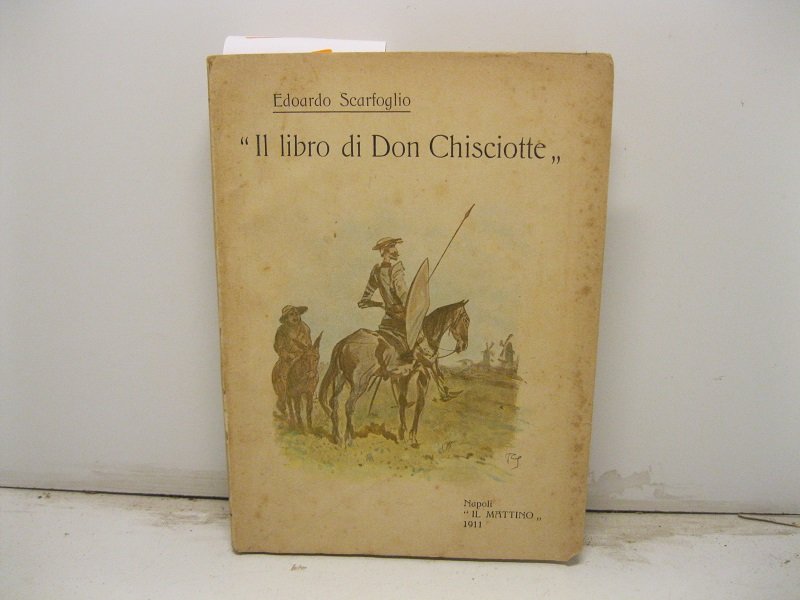 Edoardo Scarfoglio
“ Il libro di Don Chisciotte „
Napoli
“ IL MATTINO „
1911